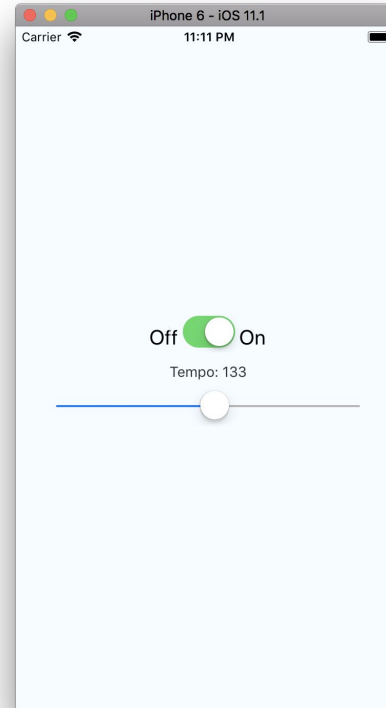 iPhone 6 - iOS 11.1
Carrier 11:11 PM
Off On
Tempo: 133